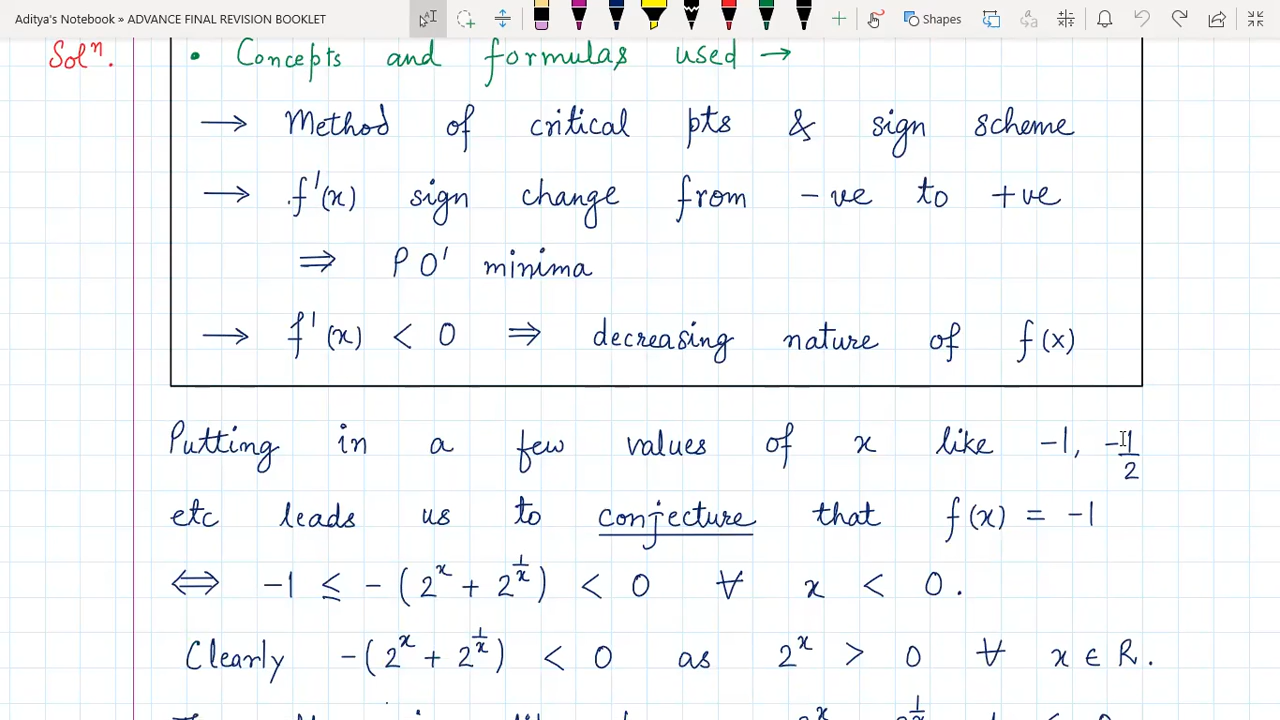 Aditya's Notebook » ADVANCE FINAL REVISION BOOKLET
Shapes
Solⁿ.
• Concepts and formulas used →
→ Method of critical pts & sign scheme
→ f'(x) sign change from -ve to +ve
⇒ PO' minima
→ f'(x) < 0 ⇒ decreasing nature of f(x)
Putting in a few values of x like -1, -1/2
etc leads us to conjecture that f(x) = -1
⇔ -1 ≤ -(2^x + 2^(1/x)) < 0 ∀ x < 0.
Clearly -(2^x + 2^(1/x)) < 0 as 2^x > 0 ∀ x ∈ R.